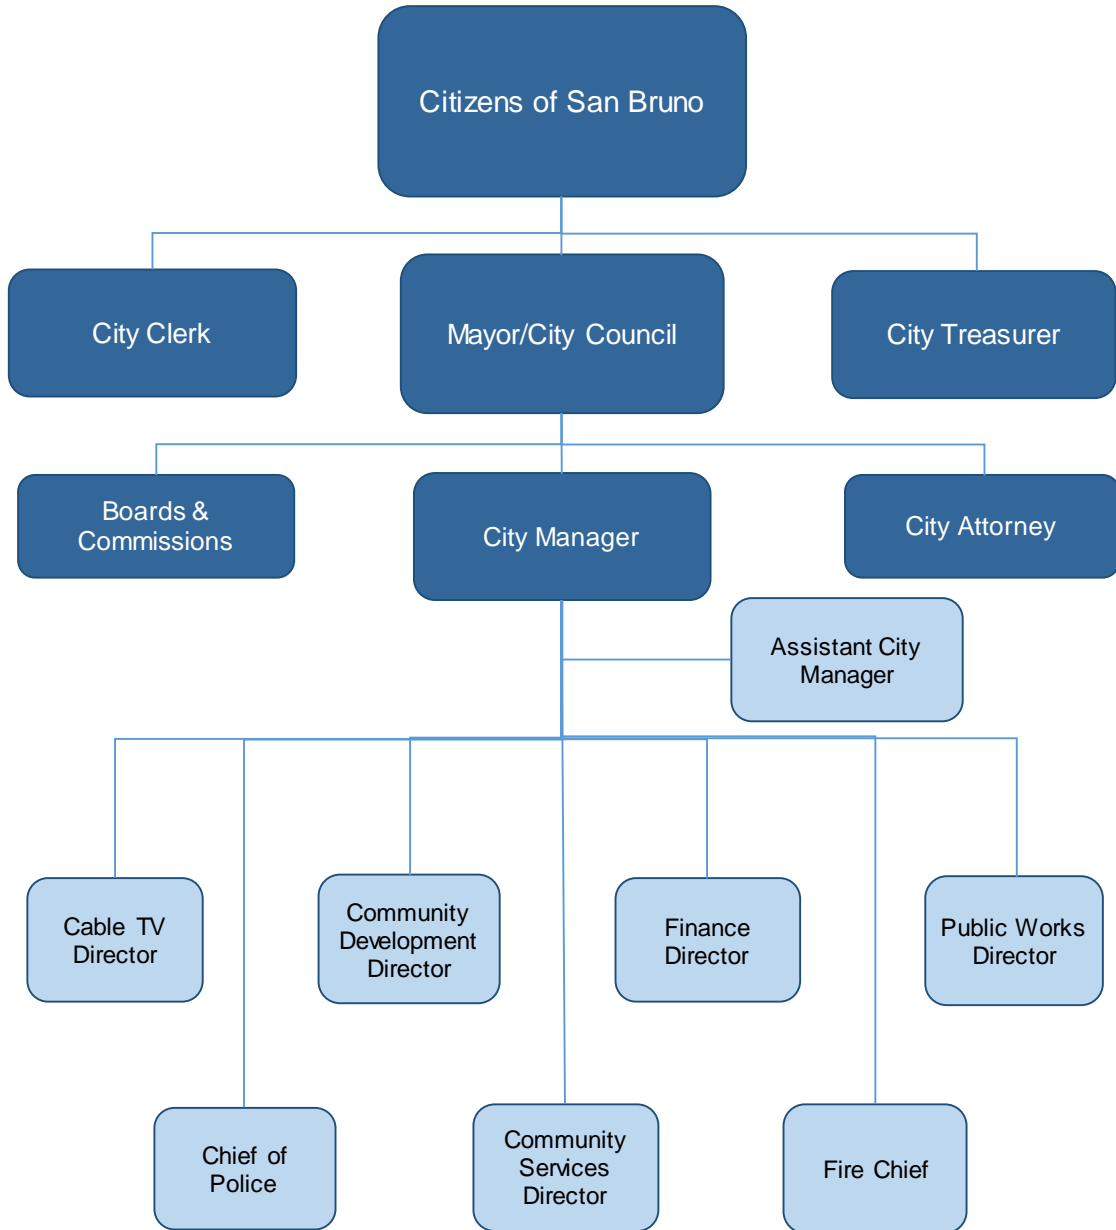 Citizens of San Bruno
City Clerk
Mayor/City Council
City Treasurer
Boards &
Commissions
City Manager
City Attorney
Assistant City
Manager
Cable TV
Director
Community
Development
Director
Finance
Director
Public Works
Director
Chief of
Police
Community
Services
Director
Fire Chief